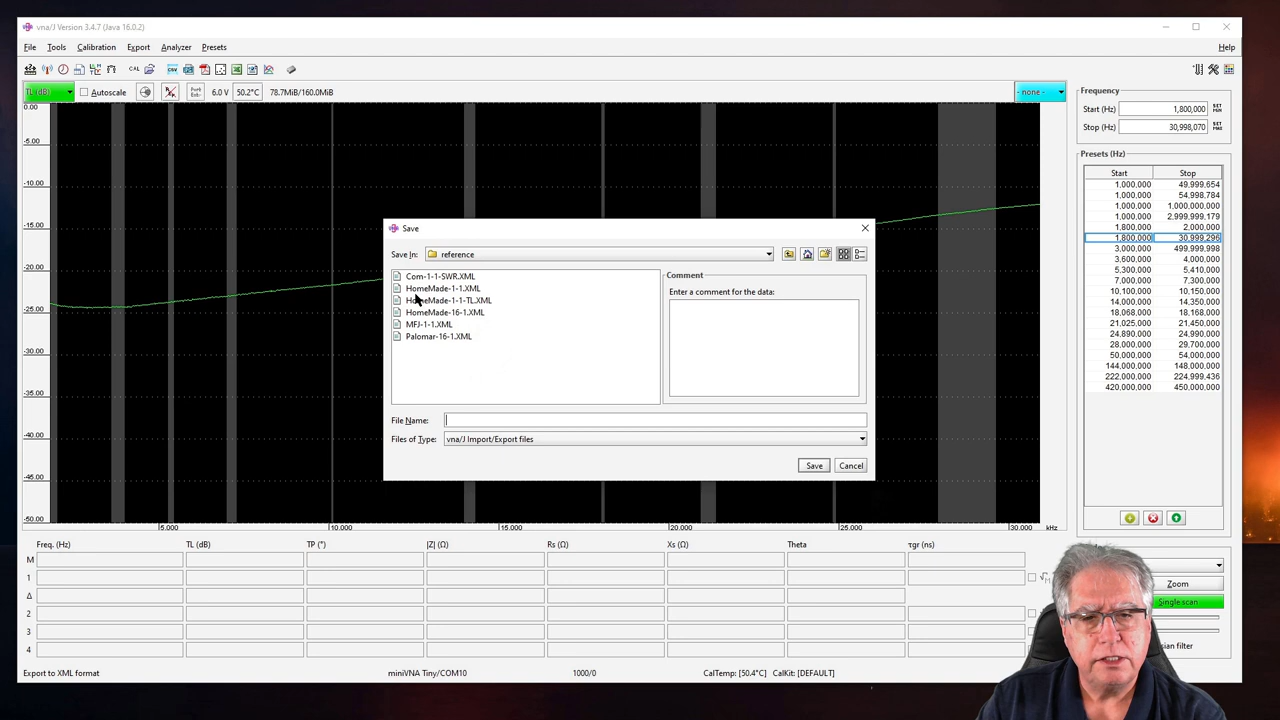 vna/J Version 3.4.7 (Java 16.0.2)
File Tools Calibration Export Analyzer Presets Help
CAL CSV
TL (dB) Autoscale 6.0 V 50.2°C 78.7MiB/160.0MiB - none -
0.00
-5.00
-10.00
-15.00
-20.00
-25.00
-30.00
-35.00
-40.00
-45.00
-50.00
5.000 10.000 15.000 20.000 25.000 30.000 kHz
Save
Save In: reference
Com-1-1-SWR.XML
HomeMade-1-1.XML
HomeMade-1-1-TL.XML
HomeMade-16-1.XML
MFJ-1-1.XML
Palomar-16-1.XML
Comment
Enter a comment for the data:
File Name:
Files of Type: vna/J Import/Export files
Save Cancel
Frequency
Start (Hz) 1,800,000
Stop (Hz) 30,998,070
Presets (Hz)
Start Stop
1,000,000 49,999,654
1,000,000 54,998,784
1,000,000 1,000,000,000
1,000,000 2,999,999,179
1,800,000 2,000,000
1,800,000 30,999,296
3,000,000 499,999,998
3,600,000 4,000,000
5,300,000 5,410,000
7,000,000 7,300,000
10,100,000 10,150,000
14,000,000 14,350,000
18,068,000 18,168,000
21,025,000 21,450,000
24,890,000 24,990,000
28,000,000 29,700,000
50,000,000 54,000,000
144,000,000 148,000,000
222,000,000 224,999,436
420,000,000 450,000,000
Freq. (Hz) TL (dB) TP (°) |Z| (Ω) Rs (Ω) Xs (Ω) Theta τgr (ns)
M
1
Δ
2
3
4
Zoom
Single scan
Export to XML format miniVNA Tiny/COM10 1000/0 CalTemp: [50.4°C] CalKit: [DEFAULT]